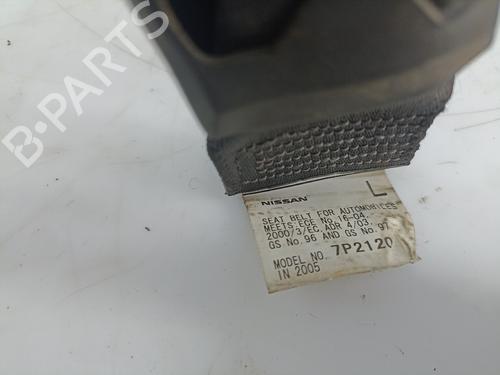 B-PARTS
L
NISSAN
SEAT BELT FOR AUTOMOBILES
MEETS ECE No. 16-04.
2000/3/EC, ADR 4/03.
GS No. 96 AND GS No. 97
MODEL NO. 7P2120
IN 2005